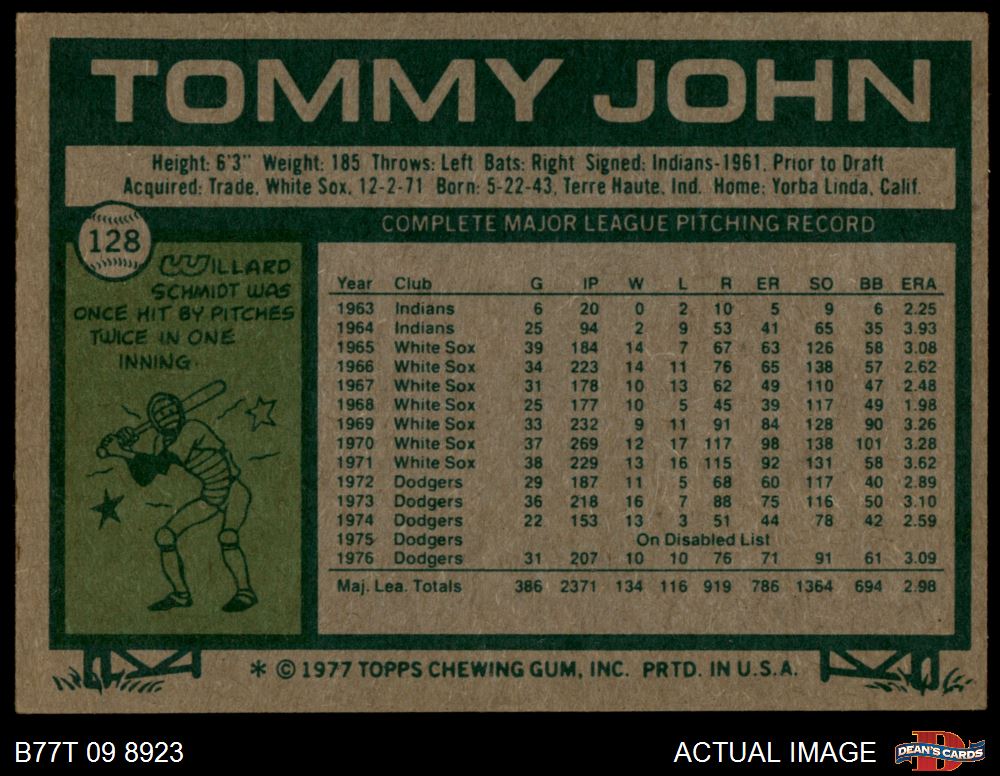 TOMMY JOHN
Height: 6'3" Weight: 185 Throws: Left Bats: Right Signed: Indians-1961, Prior to Draft
Acquired: Trade, White Sox, 12-2-71 Born: 5-22-43, Terre Haute, Ind. Home: Yorba Linda, Calif.
128
WILLARD
SCHMIDT WAS
ONCE HIT BY PITCHES
TWICE IN ONE
INNING.
COMPLETE MAJOR LEAGUE PITCHING RECORD
Year Club G IP W L R ER SO BB ERA
1963 Indians 6 20 0 2 10 5 9 6 2.25
1964 Indians 25 94 2 9 53 41 65 35 3.93
1965 White Sox 39 184 14 7 67 63 126 58 3.08
1966 White Sox 34 223 14 11 76 65 138 57 2.62
1967 White Sox 31 178 10 13 62 49 110 47 2.48
1968 White Sox 25 177 10 5 45 39 117 49 1.98
1969 White Sox 33 232 9 11 91 84 128 90 3.26
1970 White Sox 37 269 12 17 117 98 138 101 3.28
1971 White Sox 38 229 13 16 115 92 131 58 3.62
1972 Dodgers 29 187 11 5 68 60 117 40 2.89
1973 Dodgers 36 218 16 7 88 75 116 50 3.10
1974 Dodgers 22 153 13 3 51 44 78 42 2.59
1975 Dodgers On Disabled List
1976 Dodgers 31 207 10 10 76 71 91 61 3.09
Maj. Lea. Totals 386 2371 134 116 919 786 1364 694 2.98
* © 1977 TOPPS CHEWING GUM, INC. PRTD. IN U.S.A.
B77T 09 8923
ACTUAL IMAGE
DEAN'S CARDS